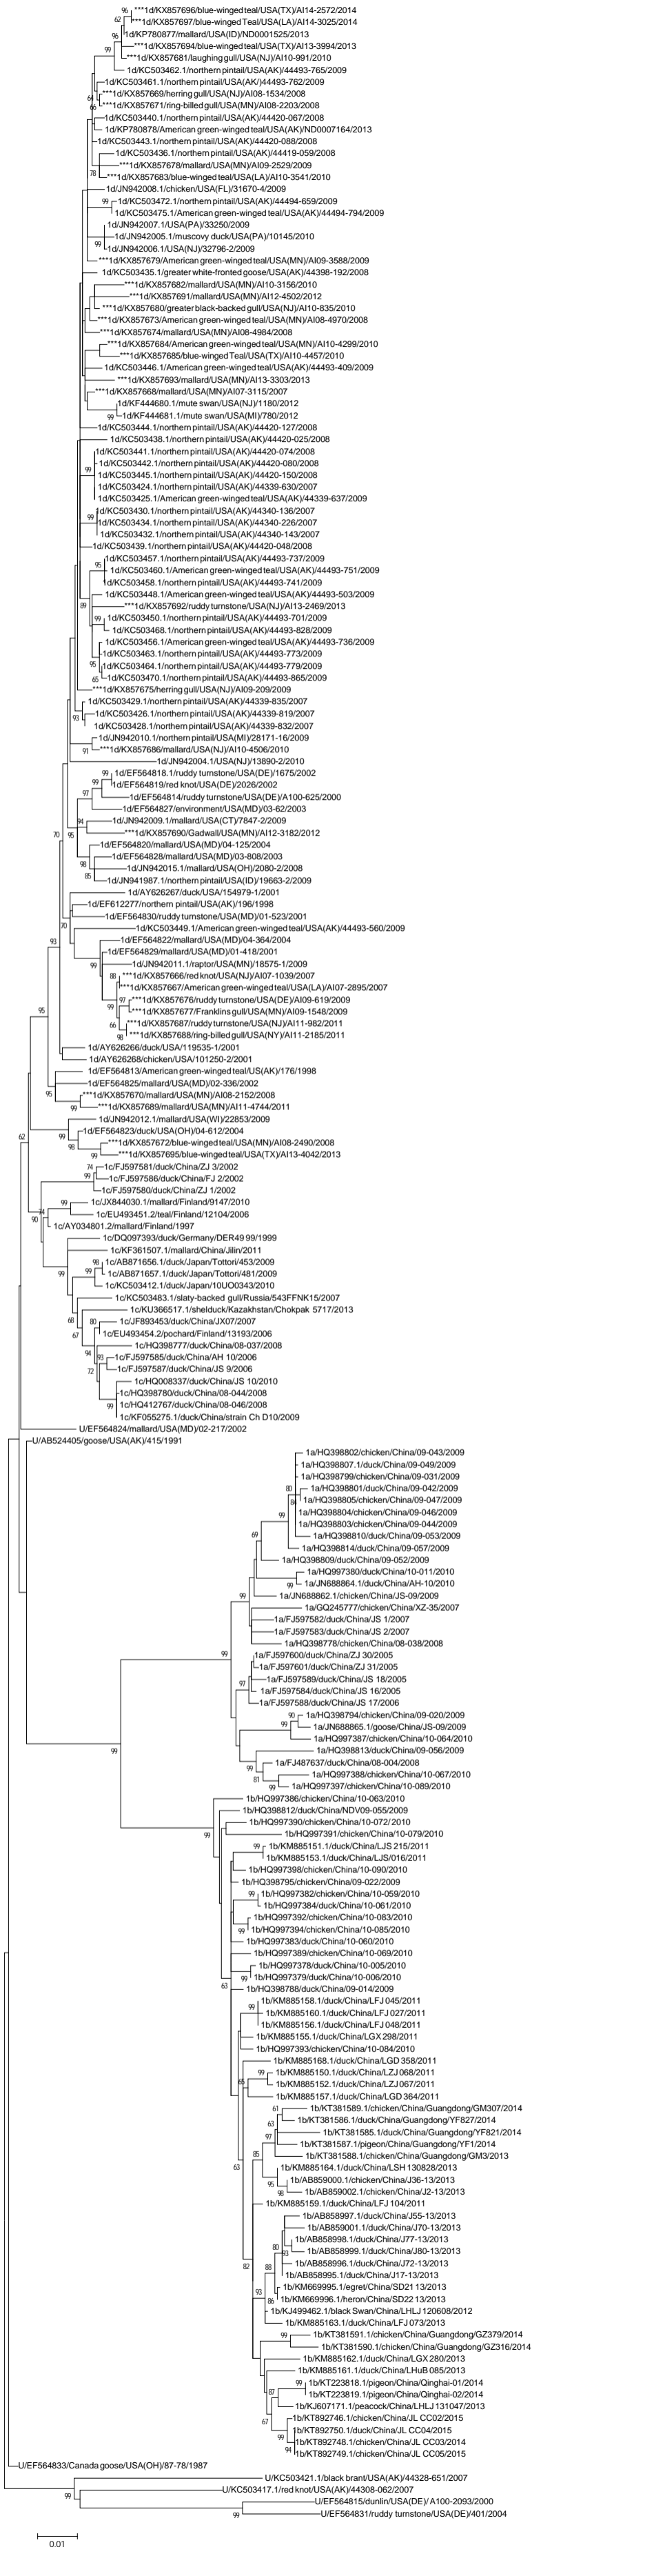 ***1d/KX857696/blue-winged teal/USA(TX)/AI14-2572/2014
***1d/KX857697/blue-winged Teal/USA(LA)/AI14-3025/2014
1d/KP780877/mallard/USA(ID)/ND0001525/2013
***1d/KX857694/blue-winged teal/USA(TX)/AI13-3994/2013
***1d/KX857681/laughing gull/USA(NJ)/AI10-991/2010
1d/KC503462.1/northern pintail/USA(AK)/44493-765/2009
1d/KC503461.1/northern pintail/USA(AK)/44493-762/2009
***1d/KX857669/herring gull/USA(NJ)/AI08-1534/2008
***1d/KX857671/ring-billed gull/USA(MN)/AI08-2203/2008
1d/KC503440.1/northern pintail/USA(AK)/44420-067/2008
1d/KP780878/American green-winged teal/USA(AK)/ND0007164/2013
1d/KC503443.1/northern pintail/USA(AK)/44420-088/2008
1d/KC503436.1/northern pintail/USA(AK)/44419-059/2008
***1d/KX857678/mallard/USA(MN)/AI09-2529/2009
***1d/KX857683/blue-winged teal/USA(LA)/AI10-3541/2010
1d/JN942008.1/chicken/USA(FL)/31670-4/2009
1d/KC503472.1/northern pintail/USA(AK)/44494-659/2009
1d/KC503475.1/American green-winged teal/USA(AK)/44494-794/2009
1d/JN942007.1/USA(PA)/33250/2009
1d/JN942005.1/muscovy duck/USA(PA)/10145/2010
1d/JN942006.1/USA(NJ)/32796-2/2009
***1d/KX857679/American green-winged teal/USA(MN)/AI09-3588/2009
1d/KC503435.1/greater white-fronted goose/USA(AK)/44398-192/2008
***1d/KX857682/mallard/USA(MN)/AI10-3156/2010
***1d/KX857691/mallard/USA(MN)/AI12-4502/2012
***1d/KX857680/greater black-backed gull/USA(NJ)/AI10-835/2010
***1d/KX857673/American green-winged teal/USA(MN)/AI08-4970/2008
***1d/KX857674/mallard/USA(MN)/AI08-4984/2008
***1d/KX857684/American green-winged teal/USA(MN)/AI10-4299/2010
***1d/KX857685/blue-winged Teal/USA(TX)/AI10-4457/2010
1d/KC503446.1/American green-winged teal/USA(AK)/44493-409/2009
***1d/KX857693/mallard/USA(MN)/AI13-3303/2013
***1d/KX857668/mallard/USA(MN)/AI07-3115/2007
1d/KF444680.1/mute swan/USA(NJ)/1180/2012
1d/KF444681.1/mute swan/USA(MI)/780/2012
1d/KC503444.1/northern pintail/USA(AK)/44420-127/2008
1d/KC503438.1/northern pintail/USA(AK)/44420-025/2008
1d/KC503441.1/northern pintail/USA(AK)/44420-074/2008
1d/KC503442.1/northern pintail/USA(AK)/44420-080/2008
1d/KC503445.1/northern pintail/USA(AK)/44420-150/2008
1d/KC503424.1/northern pintail/USA(AK)/44339-630/2007
1d/KC503425.1/American green-winged teal/USA(AK)/44339-637/2009
1d/KC503430.1/northern pintail/USA(AK)/44340-136/2007
1d/KC503434.1/northern pintail/USA(AK)/44340-226/2007
1d/KC503432.1/northern pintail/USA(AK)/44340-143/2007
1d/KC503439.1/northern pintail/USA(AK)/44420-048/2008
1d/KC503457.1/northern pintail/USA(AK)/44493-737/2009
1d/KC503460.1/American green-winged teal/USA(AK)/44493-751/2009
1d/KC503458.1/northern pintail/USA(AK)/44493-741/2009
1d/KC503448.1/American green-winged teal/USA(AK)/44493-503/2009
***1d/KX857692/ruddy turnstone/USA(NJ)/AI13-2469/2013
1d/KC503450.1/northern pintail/USA(AK)/44493-701/2009
1d/KC503468.1/northern pintail/USA(AK)/44493-828/2009
1d/KC503456.1/American green-winged teal/USA(AK)/44493-736/2009
1d/KC503463.1/northern pintail/USA(AK)/44493-773/2009
1d/KC503464.1/northern pintail/USA(AK)/44493-779/2009
1d/KC503470.1/northern pintail/USA(AK)/44493-865/2009
***1d/KX857675/herring gull/USA(NJ)/AI09-209/2009
1d/KC503429.1/northern pintail/USA(AK)/44339-835/2007
1d/KC503426.1/northern pintail/USA(AK)/44339-819/2007
1d/KC503428.1/northern pintail/USA(AK)/44339-832/2007
1d/JN942010.1/northern pintail/USA(MI)/28171-16/2009
***1d/KX857686/mallard/USA(NJ)/AI10-4506/2010
1d/JN942004.1/USA(NJ)/13890-2/2010
1d/EF564818.1/ruddy turnstone/USA(DE)/1675/2002
1d/EF564819/red knot/USA(DE)/2026/2002
1d/EF564814/ruddy turnstone/USA(DE)/A100-625/2000
1d/EF564827/environment/USA(MD)/03-62/2003
1d/JN942009.1/mallard/USA(CT)/7847-2/2009
***1d/KX857690/Gadwall/USA(MN)/AI12-3182/2012
1d/EF564820/mallard/USA(MD)/04-125/2004
1d/EF564828/mallard/USA(MD)/03-808/2003
1d/JN942015.1/mallard/USA(OH)/2080-2/2008
1d/JN941987.1/northern pintail/USA(ID)/19663-2/2009
1d/AY626267/duck/USA/154979-1/2001
1d/EF612277/northern pintail/USA(AK)/196/1998
1d/EF564830/ruddy turnstone/USA(MD)/01-523/2001
1d/KC503449.1/American green-winged teal/USA(AK)/44493-560/2009
1d/EF564822/mallard/USA(MD)/04-364/2004
1d/EF564829/mallard/USA(MD)/01-418/2001
1d/JN942011.1/raptor/USA(MN)/18575-1/2009
***1d/KX857666/red knot/USA(NJ)/AI07-1039/2007
***1d/KX857667/American green-winged teal/USA(LA)/AI07-2895/2007
***1d/KX857676/ruddy turnstone/USA(DE)/AI09-619/2009
***1d/KX857677/Franklins gull/USA(MN)/AI09-1548/2009
***1d/KX857687/ruddy turnstone/USA(NJ)/AI11-982/2011
***1d/KX857688/ring-billed gull/USA(NY)/AI11-2185/2011
1d/AY626266/duck/USA/119535-1/2001
1d/AY626268/chicken/USA/101250-2/2001
1d/EF564813/American green-winged teal/US(AK)/176/1998
1d/EF564825/mallard/USA(MD)/02-336/2002
***1d/KX857670/mallard/USA(MN)/AI08-2152/2008
***1d/KX857689/mallard/USA(MN)/AI11-4744/2011
1d/JN942012.1/mallard/USA(WI)/22853/2009
1d/EF564823/duck/USA(OH)/04-612/2004
***1d/KX857672/blue-winged teal/USA(MN)/AI08-2490/2008
***1d/KX857695/blue-winged teal/USA(TX)/AI13-4042/2013
1c/FJ597581/duck/China/ZJ 3/2002
1c/FJ597586/duck/China/FJ 2/2002
1c/FJ597580/duck/China/ZJ 1/2002
1c/JX844030.1/mallard/Finland/9147/2010
1c/EU493451.2/teal/Finland/12104/2006
1c/AY034801.2/mallard/Finland/1997
1c/DQ097393/duck/Germany/DER49 99/1999
1c/KF361507.1/mallard/China/Jilin/2011
1c/AB871656.1/duck/Japan/Tottori/453/2009
1c/AB871657.1/duck/Japan/Tottori/481/2009
1c/KC503412.1/duck/Japan/10UO0343/2010
1c/KC503483.1/slaty-backed gull/Russia/543FFNK15/2007
1c/KU366517.1/shelduck/Kazakhstan/Chokpak 5717/2013
1c/JF893453/duck/China/JX07/2007
1c/EU493454.2/pochard/Finland/13193/2006
1c/HQ398777/duck/China/08-037/2008
1c/FJ597585/duck/China/AH 10/2006
1c/FJ597587/duck/China/JS 9/2006
1c/HQ008337/duck/China/JS 10/2010
1c/HQ398780/duck/China/08-044/2008
1c/HQ412767/duck/China/08-046/2008
1c/KF055275.1/duck/China/strain Ch D10/2009
U/EF564824/mallard/USA(MD)/02-217/2002
U/AB524405/goose/USA(AK)/415/1991
1a/HQ398802/chicken/China/09-043/2009
1a/HQ398807.1/duck/China/09-049/2009
1a/HQ398799/chicken/China/09-031/2009
1a/HQ398801/duck/China/09-042/2009
1a/HQ398805/chicken/China/09-047/2009
1a/HQ398804/chicken/China/09-046/2009
1a/HQ398803/chicken/China/09-044/2009
1a/HQ398810/duck/China/09-053/2009
1a/HQ398814/duck/China/09-057/2009
1a/HQ398809/duck/China/09-052/2009
1a/HQ997380/duck/China/10-011/2010
1a/JN688864.1/duck/China/AH-10/2010
1a/JN688862.1/chicken/China/JS-09/2009
1a/GQ245777/chicken/China/XZ-35/2007
1a/FJ597582/duck/China/JS 1/2007
1a/FJ597583/duck/China/JS 2/2007
1a/HQ398778/chicken/China/08-038/2008
1a/FJ597600/duck/China/ZJ 30/2005
1a/FJ597601/duck/China/ZJ 31/2005
1a/FJ597589/duck/China/JS 18/2005
1a/FJ597584/duck/China/JS 16/2005
1a/FJ597588/duck/China/JS 17/2006
1a/HQ398794/chicken/China/09-020/2009
1a/JN688865.1/goose/China/JS-09/2009
1a/HQ997387/chicken/China/10-064/2010
1a/HQ398813/duck/China/09-056/2009
1a/FJ487637/duck/China/08-004/2008
1a/HQ997388/chicken/China/10-067/2010
1a/HQ997397/chicken/China/10-089/2010
1b/HQ997386/chicken/China/10-063/2010
1b/HQ398812/duck/China/NDV09-055/2009
1b/HQ997390/chicken/China/10-072/2010
1b/HQ997391/chicken/China/10-079/2010
1b/KM885151.1/duck/China/LJS 215/2011
1b/KM885153.1/duck/China/LJS/016/2011
1b/HQ997398/chicken/China/10-090/2010
1b/HQ398795/chicken/China/09-022/2009
1b/HQ997382/chicken/China/10-059/2010
1b/HQ997384/duck/China/10-061/2010
1b/HQ997392/chicken/China/10-083/2010
1b/HQ997394/chicken/China/10-085/2010
1b/HQ997383/duck/China/10-060/2010
1b/HQ997389/chicken/China/10-069/2010
1b/HQ997378/duck/China/10-005/2010
1b/HQ997379/duck/China/10-006/2010
1b/HQ398788/duck/China/09-014/2009
1b/KM885158.1/duck/China/LFJ 045/2011
1b/KM885160.1/duck/China/LFJ 027/2011
1b/KM885156.1/duck/China/LFJ 048/2011
1b/KM885155.1/duck/China/LGX 298/2011
1b/HQ997393/chicken/China/10-084/2010
1b/KM885168.1/duck/China/LGD 358/2011
1b/KM885150.1/duck/China/LZJ 068/2011
1b/KM885152.1/duck/China/LZJ 067/2011
1b/KM885157.1/duck/China/LGD 364/2011
1b/KT381589.1/chicken/China/Guangdong/GM307/2014
1b/KT381586.1/duck/China/Guangdong/YF827/2014
1b/KT381585.1/duck/China/Guangdong/YF821/2014
1b/KT381587.1/pigeon/China/Guangdong/YF1/2014
1b/KT381588.1/chicken/China/Guangdong/GM3/2013
1b/KM885164.1/duck/China/LSH 130828/2013
1b/AB859000.1/chicken/China/J36-13/2013
1b/AB859002.1/chicken/China/J2-13/2013
1b/KM885159.1/duck/China/LFJ 104/2011
1b/AB858997.1/duck/China/J55-13/2013
1b/AB859001.1/duck/China/J70-13/2013
1b/AB858998.1/duck/China/J77-13/2013
1b/AB858999.1/duck/China/J80-13/2013
1b/AB858996.1/duck/China/J72-13/2013
1b/AB858995.1/duck/China/J17-13/2013
1b/KM669995.1/egret/China/SD21 13/2013
1b/KM669996.1/heron/China/SD22 13/2013
1b/KJ499462.1/black Swan/China/LHLJ 120608/2012
1b/KM885163.1/duck/China/LFJ 073/2013
1b/KT381591.1/chicken/China/Guangdong/GZ379/2014
1b/KT381590.1/chicken/China/Guangdong/GZ316/2014
1b/KM885162.1/duck/China/LGX 280/2013
1b/KM885161.1/duck/China/LHuB 085/2013
1b/KT223818.1/pigeon/China/Qinghai-01/2014
1b/KT223819.1/pigeon/China/Qinghai-02/2014
1b/KJ607171.1/peacock/China/LHLJ 131047/2013
1b/KT892746.1/chicken/China/JL CC02/2015
1b/KT892750.1/duck/China/JL CC04/2015
1b/KT892748.1/chicken/China/JL CC03/2014
1b/KT892749.1/chicken/China/JL CC05/2015
U/EF564833/Canada goose/USA(OH)/87-78/1987
U/KC503421.1/black brant/USA(AK)/44328-651/2007
U/KC503417.1/red knot/USA(AK)/44308-062/2007
U/EF564815/dunlin/USA(DE)/ A100-2093/2000
U/EF564831/ruddy turnstone/USA(DE)/401/2004
0.01